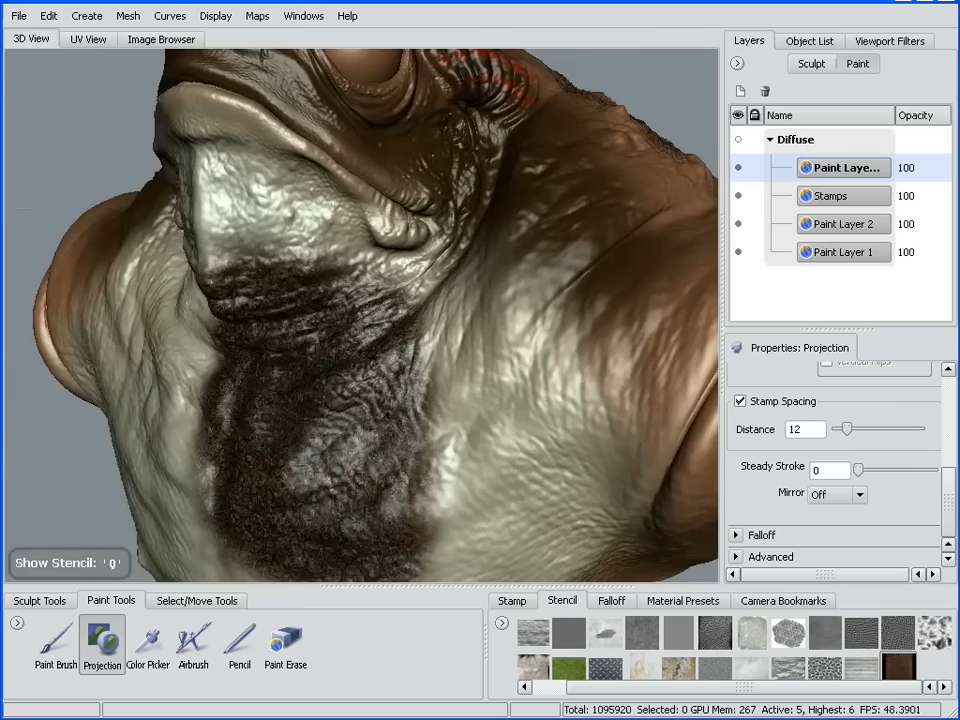 File Edit Create Mesh Curves Display Maps Windows Help
3D View UV View Image Browser
Layers Object List Viewport Filters
Sculpt Paint
Name Opacity
Diffuse
Paint Laye... 100
Stamps 100
Paint Layer 2 100
Paint Layer 1 100
Properties: Projection
Vertical Flips
Stamp Spacing
Distance 12
Steady Stroke 0
Mirror Off
Falloff
Advanced
Show Stencil: 'Q'
Sculpt Tools Paint Tools Select/Move Tools
Paint Brush Projection Color Picker Airbrush Pencil Paint Erase
Stamp Stencil Falloff Material Presets Camera Bookmarks
Total: 1095920 Selected: 0 GPU Mem: 267 Active: 5, Highest: 6 FPS: 48.3901